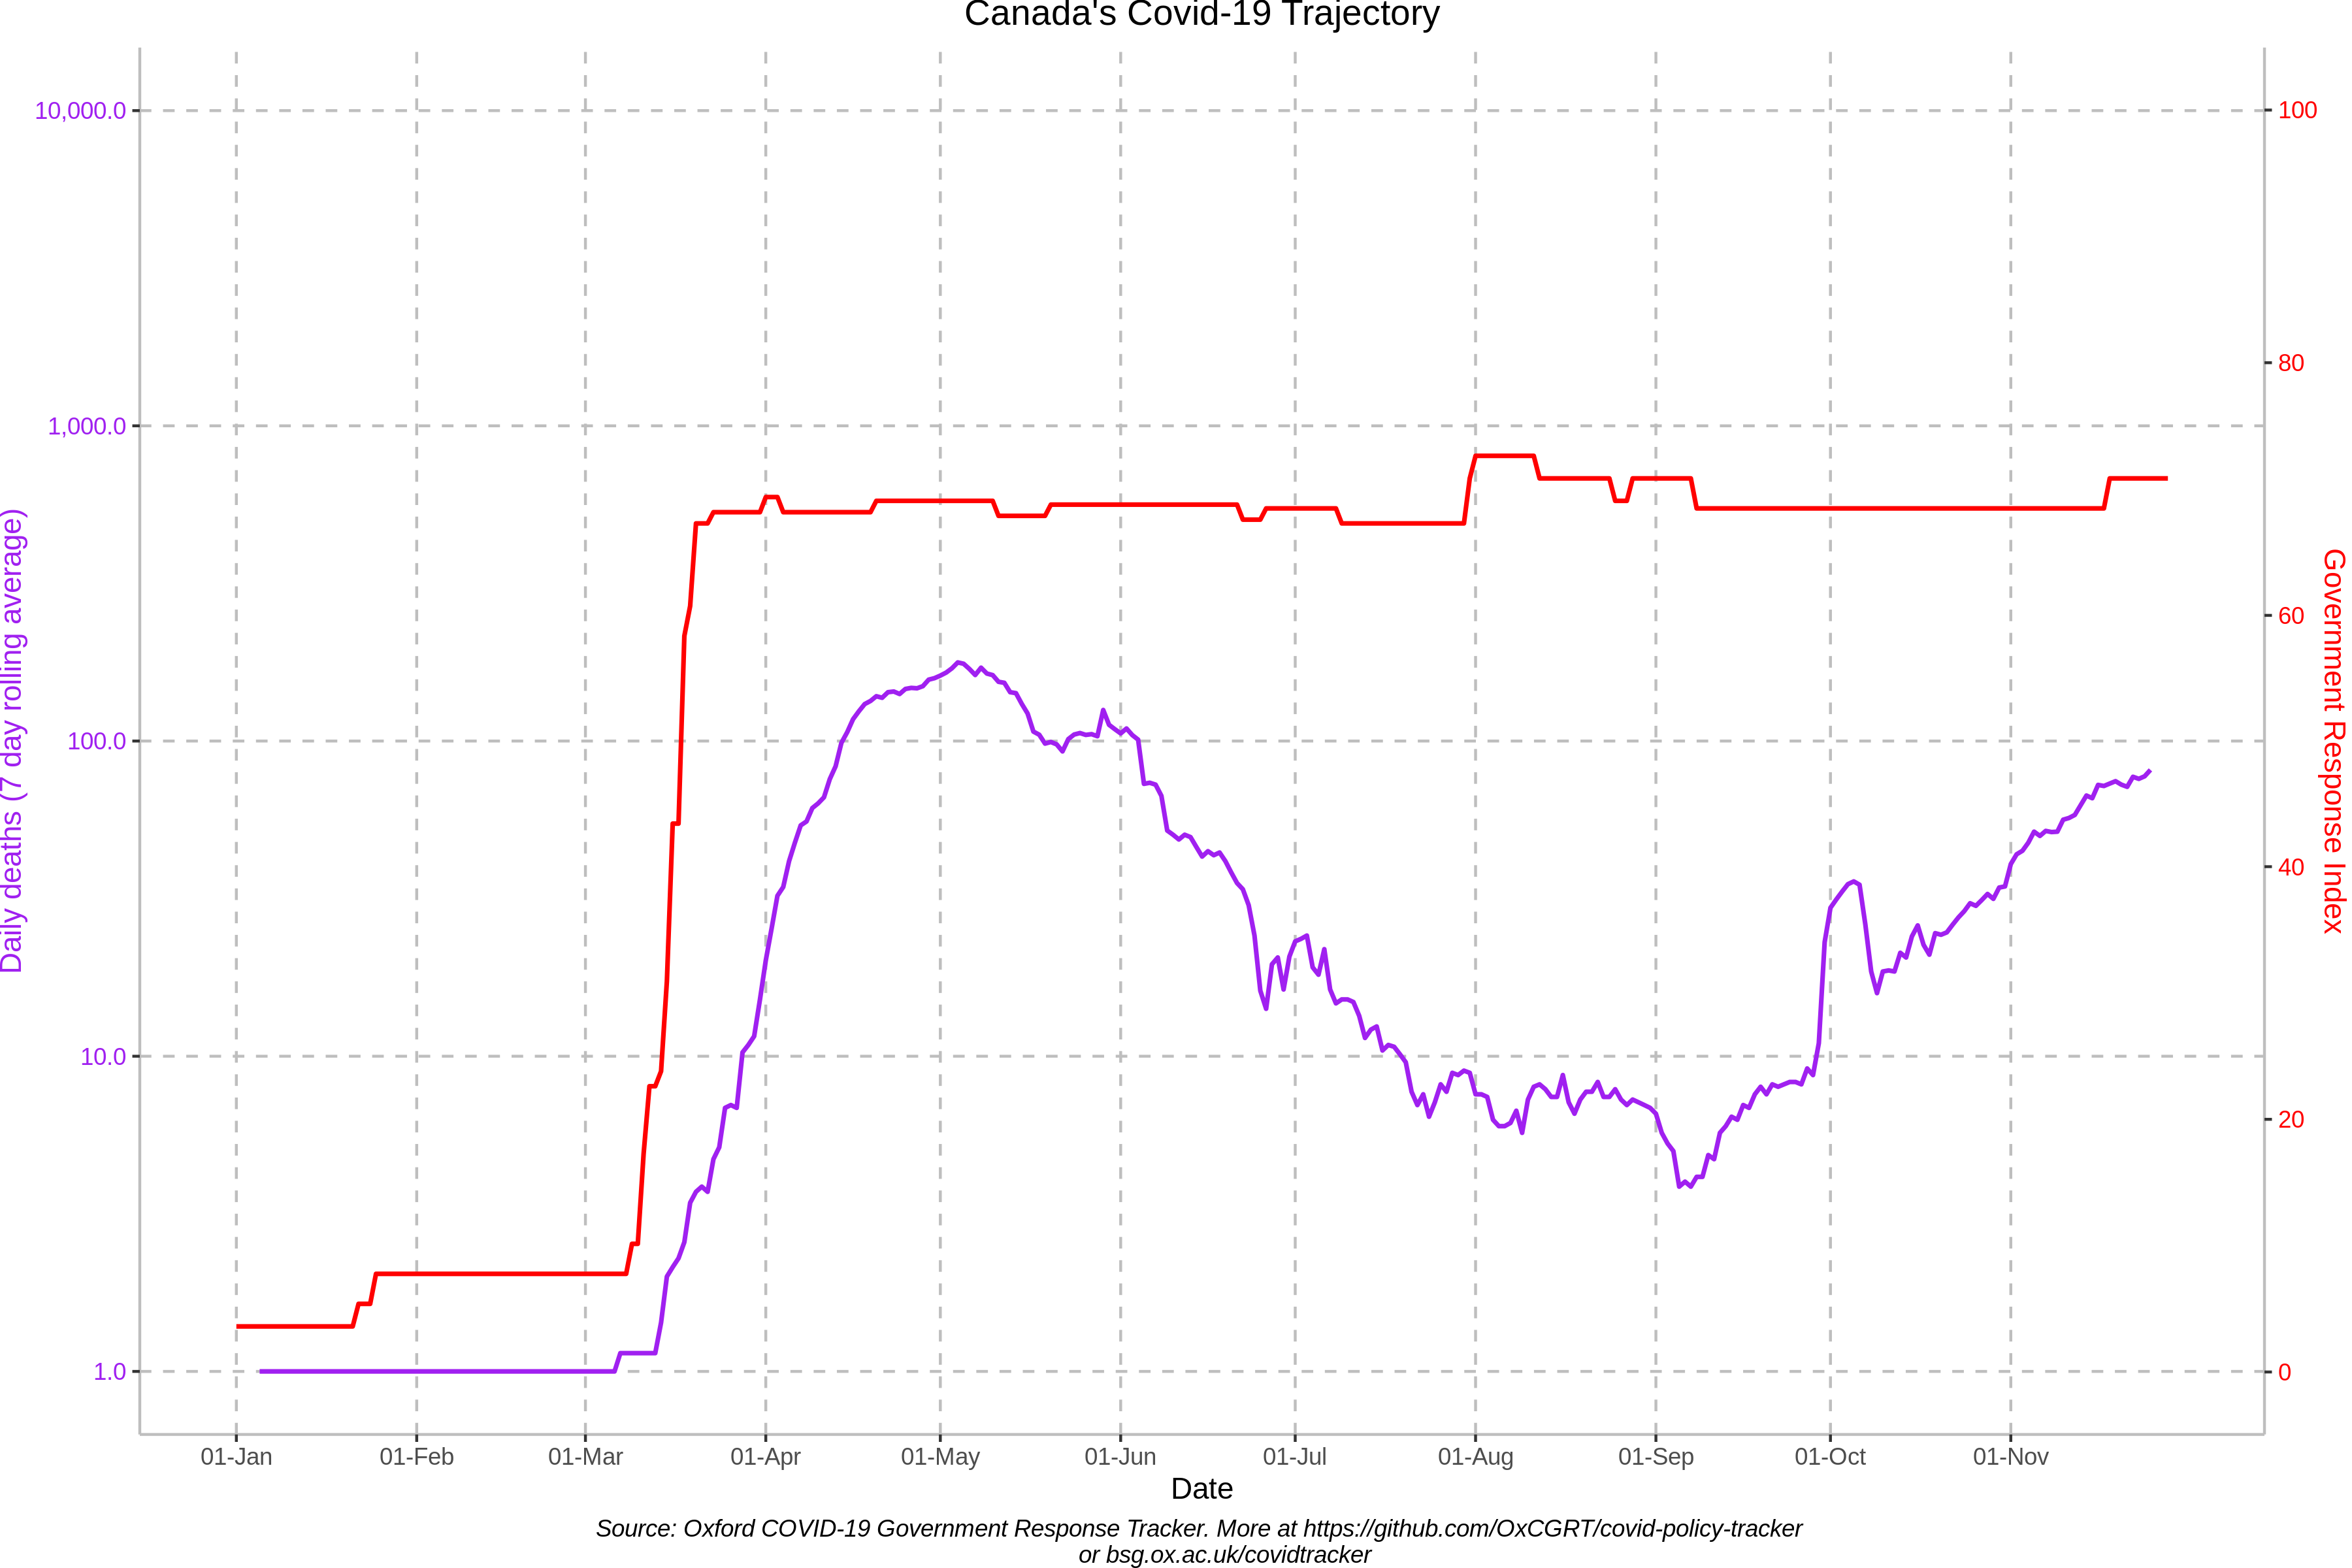 Canada's Covid-19 Trajectory
10,000.0
1,000.0
100.0
10.0
1.0
Daily deaths (7 day rolling average)
100
80
60
40
20
0
Government Response Index
01-Jan
01-Feb
01-Mar
01-Apr
01-May
01-Jun
01-Jul
01-Aug
01-Sep
01-Oct
01-Nov
Date
Source: Oxford COVID-19 Government Response Tracker. More at https://github.com/OxCGRT/covid-policy-tracker
or bsg.ox.ac.uk/covidtracker